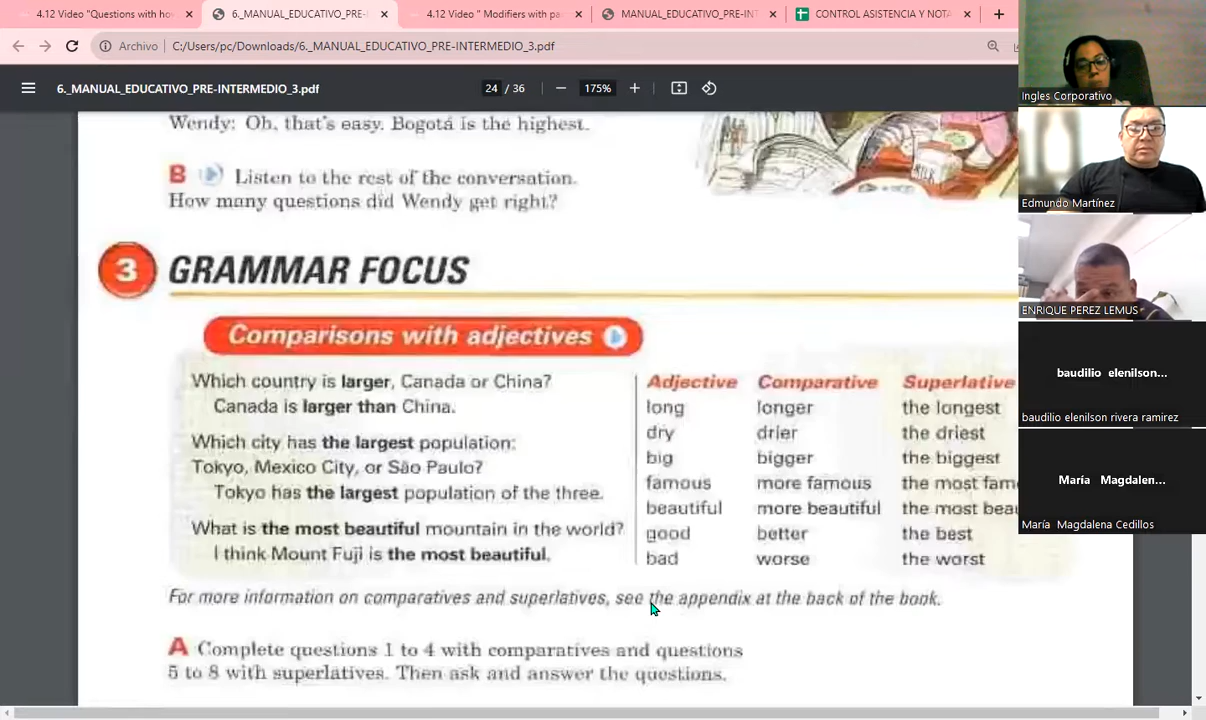 4.12 Video "Questions with ho
6._MANUAL_EDUCATIVO_PRE-
4.12 Video " Modifiers with pa
MANUAL_EDUCATIVO_PRE-INT
CONTROL ASISTENCIA Y NOTA
Archivo
C:/Users/pc/Downloads/6._MANUAL_EDUCATIVO_PRE-INTERMEDIO_3.pdf
6._MANUAL_EDUCATIVO_PRE-INTERMEDIO_3.pdf
24 / 36
175%
Wendy: Oh, that's easy. Bogotá is the highest.
B Listen to the rest of the conversation.
How many questions did Wendy get right?
3 GRAMMAR FOCUS
Comparisons with adjectives
Which country is larger, Canada or China?
Canada is larger than China.
Which city has the largest population:
Tokyo, Mexico City, or São Paulo?
Tokyo has the largest population of the three.
What is the most beautiful mountain in the world?
I think Mount Fuji is the most beautiful.
Adjective Comparative Superlative
long longer the longest
dry drier the driest
big bigger the biggest
famous more famous the most fam
beautiful more beautiful the most beau
good better the best
bad worse the worst
For more information on comparatives and superlatives, see the appendix at the back of the book.
A Complete questions 1 to 4 with comparatives and questions
5 to 8 with superlatives. Then ask and answer the questions.
Ingles Corporativo
Edmundo Martínez
ENRIQUE PEREZ LEMUS
baudilio elenilson...
baudilio elenilson rivera ramirez
María Magdalen...
María Magdalena Cedillos